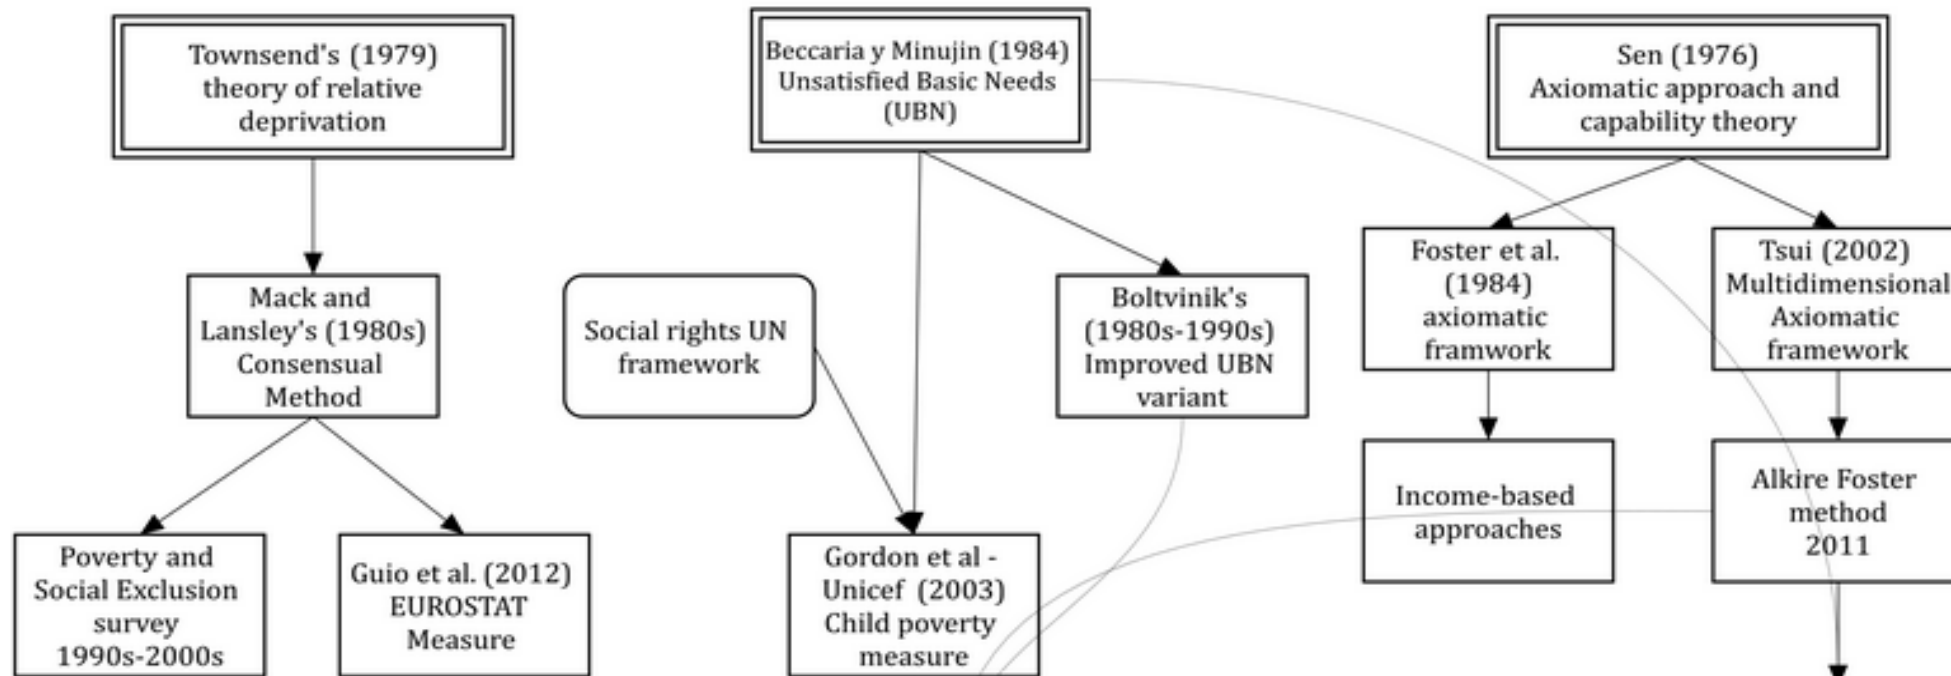 Townsend's (1979)
theory of relative
deprivation
Beccaria y Minujin (1984)
Unsatisfied Basic Needs
(UBN)
Sen (1976)
Axiomatic approach and
capability theory
Mack and
Lansley's (1980s)
Consensual
Method
Social rights UN
framework
Boltvinik's
(1980s-1990s)
Improved UBN
variant
Foster et al.
(1984)
axiomatic
framwork
Tsui (2002)
Multidimensional
Axiomatic
framework
Income-based
approaches
Alkire Foster
method
2011
Poverty and
Social Exclusion
survey
1990s-2000s
Guio et al. (2012)
EUROSTAT
Measure
Gordon et al -
Unicef (2003)
Child poverty
measure